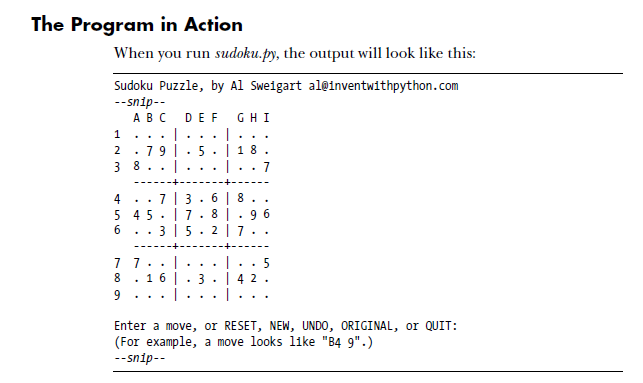 The Program in Action
When you run sudoku.py, the output will look like this:
Sudoku Puzzle, by Al Sweigart al@inventwithpython.com
--snip--
   A B C   D E F   G H I
1  . . . | . . . | . . .
2  . 7 9 | . 5 . | 1 8 .
3  8 . . | . . . | . . 7
   ------+-------+------
4  . . 7 | 3 . 6 | 8 . .
5  4 5 . | 7 . 8 | . 9 6
6  . . 3 | 5 . 2 | 7 . .
   ------+-------+------
7  7 . . | . . . | . . 5
8  . 1 6 | . 3 . | 4 2 .
9  . . . | . . . | . . .
Enter a move, or RESET, NEW, UNDO, ORIGINAL, or QUIT:
(For example, a move looks like "B4 9".)
--snip--